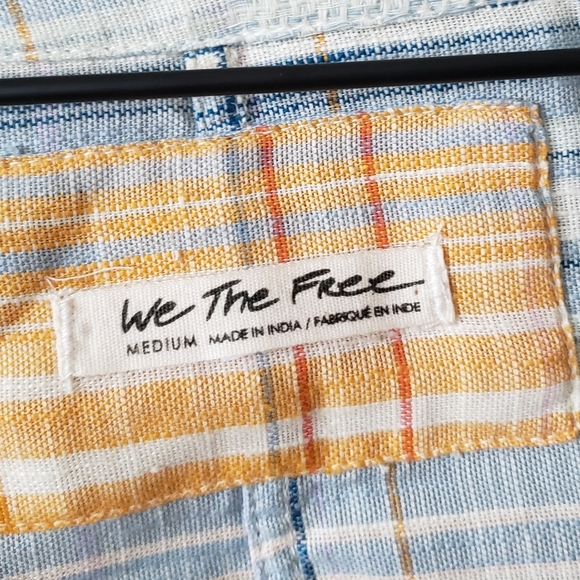 We The Free
MEDIUM MADE IN INDIA / FABRIQUÉ EN INDE